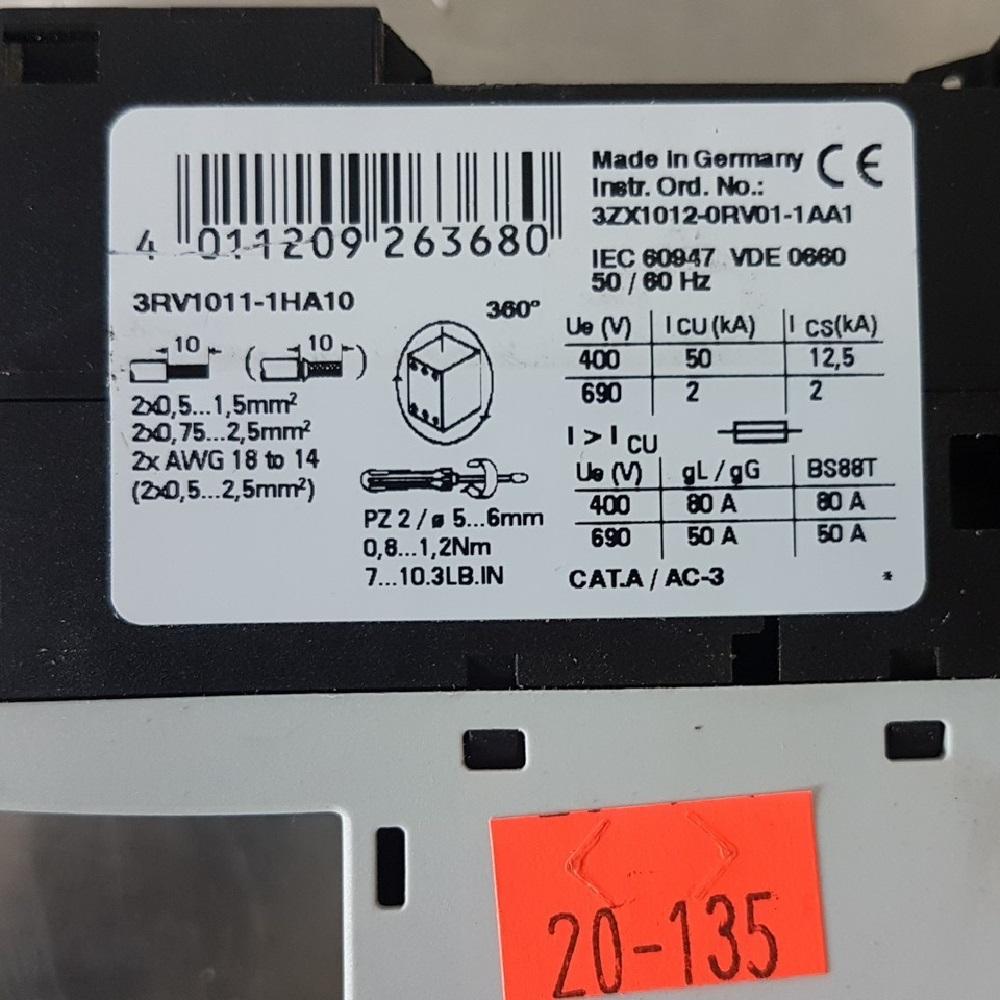 4 011209 263680
3RV1011-1HA10
10 (10)
2x0,5...1,5mm²
2x0,75...2,5mm²
2x AWG 18 to 14
(2x0,5...2,5mm²)
360°
PZ 2 / ø 5...6mm
0,8...1,2Nm
7...10.3LB.IN
Made in Germany CE
Instr. Ord. No.:
3ZX1012-0RV01-1AA1
IEC 60947 VDE 0660
50 / 60 Hz
Ue (V) ICU (kA) ICS(kA)
400 50 12,5
690 2 2
I > ICU
Ue (V) gL / gG BS88T
400 80 A 80 A
690 50 A 50 A
CAT.A / AC-3 *
20-135